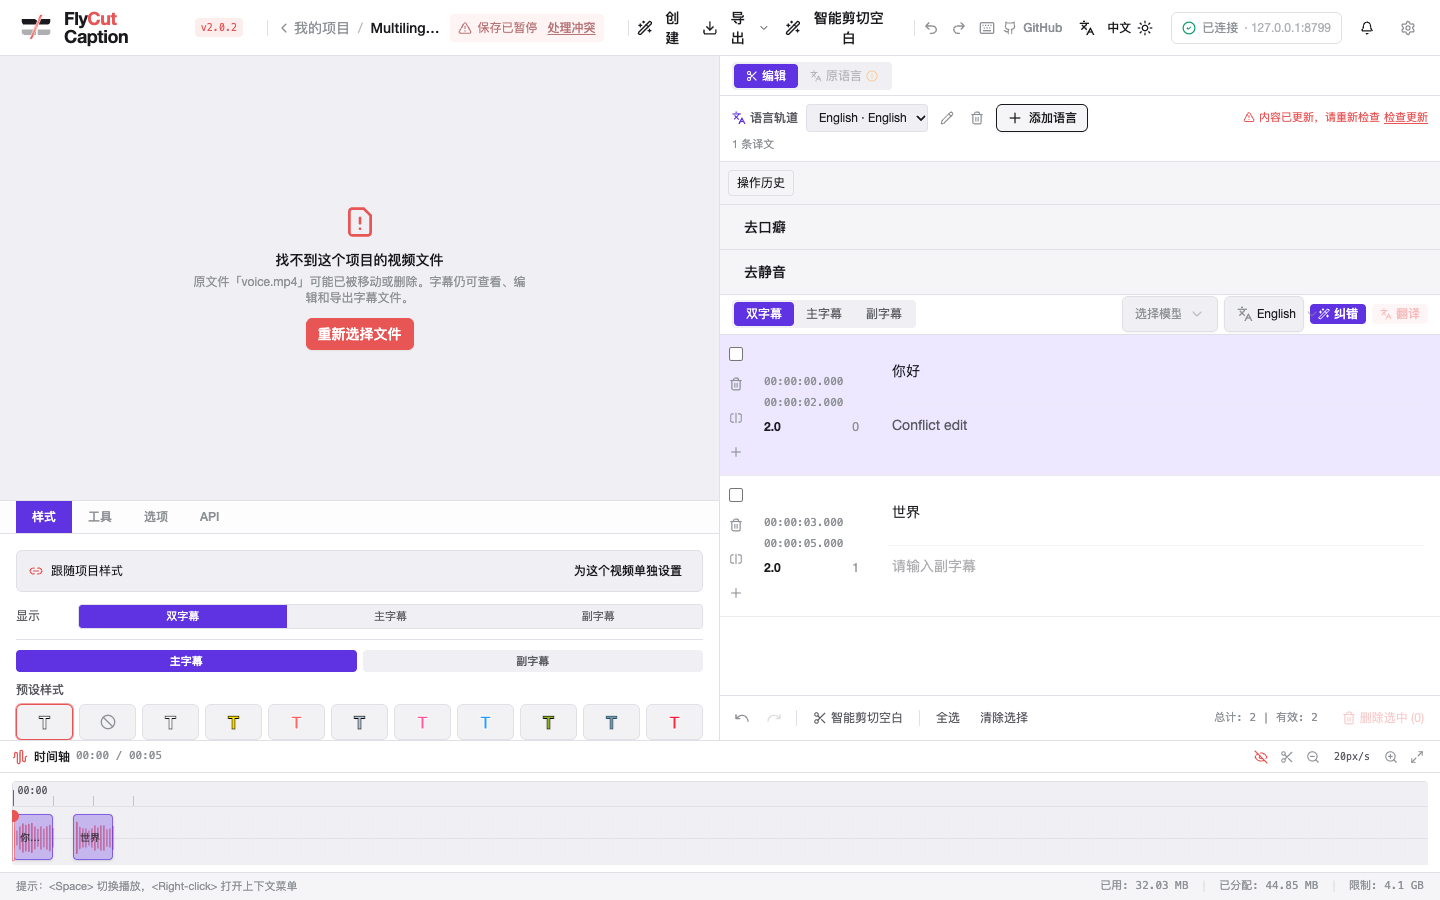 FlyCut Caption
v2.0.2
我的项目 / Multiling...
保存已暂停 处理冲突
创建
导出
智能剪切空白
GitHub
中文
已连接 · 127.0.0.1:8799
找不到这个项目的视频文件
原文件「voice.mp4」可能已被移动或删除。字幕仍可查看、编
辑和导出字幕文件。
重新选择文件
编辑
原语言
语言轨道
English · English
添加语言
内容已更新，请重新检查 检查更新
1 条译文
操作历史
去口癖
去静音
双字幕
主字幕
副字幕
选择模型
English
纠错
翻译
00:00:00.000
00:00:02.000
2.0
0
你好
Conflict edit
00:00:03.000
00:00:05.000
2.0
1
世界
请输入副字幕
智能剪切空白
全选
清除选择
总计: 2 | 有效: 2
删除选中 (0)
样式
工具
选项
API
跟随项目样式
为这个视频单独设置
显示
双字幕
主字幕
副字幕
主字幕
副字幕
预设样式
T
T
T
T
T
T
T
T
T
T
时间轴
00:00 / 00:05
20px/s
00:00
你...
世界
提示: <Space> 切换播放, <Right-click> 打开上下文菜单
已用: 32.03 MB
已分配: 44.85 MB
限制: 4.1 GB